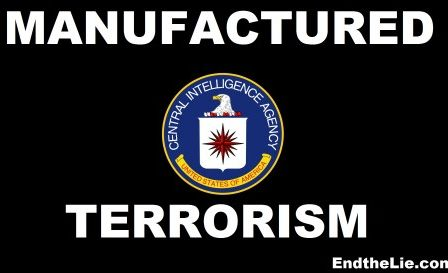 MANUFACTURED
CENTRAL INTELLIGENCE AGENCY
UNITED STATES OF AMERICA
TERRORISM
EndtheLie.com